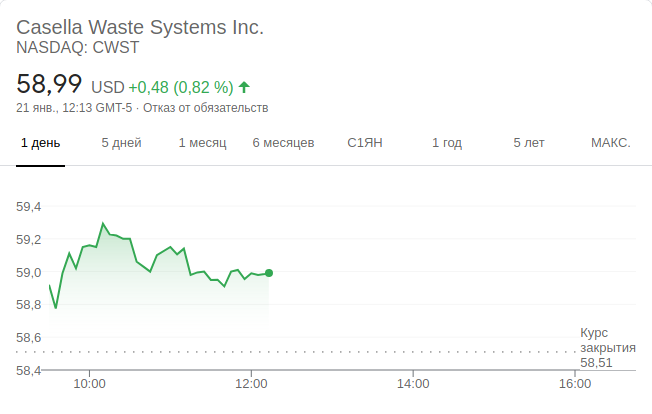 Casella Waste Systems Inc.
NASDAQ: CWST
58,99 USD +0,48 (0,82 %)
21 янв., 12:13 GMT-5 · Отказ от обязательств
1 день 5 дней 1 месяц 6 месяцев С1ЯН 1 год 5 лет МАКС.
59,4
59,2
59,0
58,8
58,6
58,4
Курс
закрытия
58,51
10:00 12:00 14:00 16:00